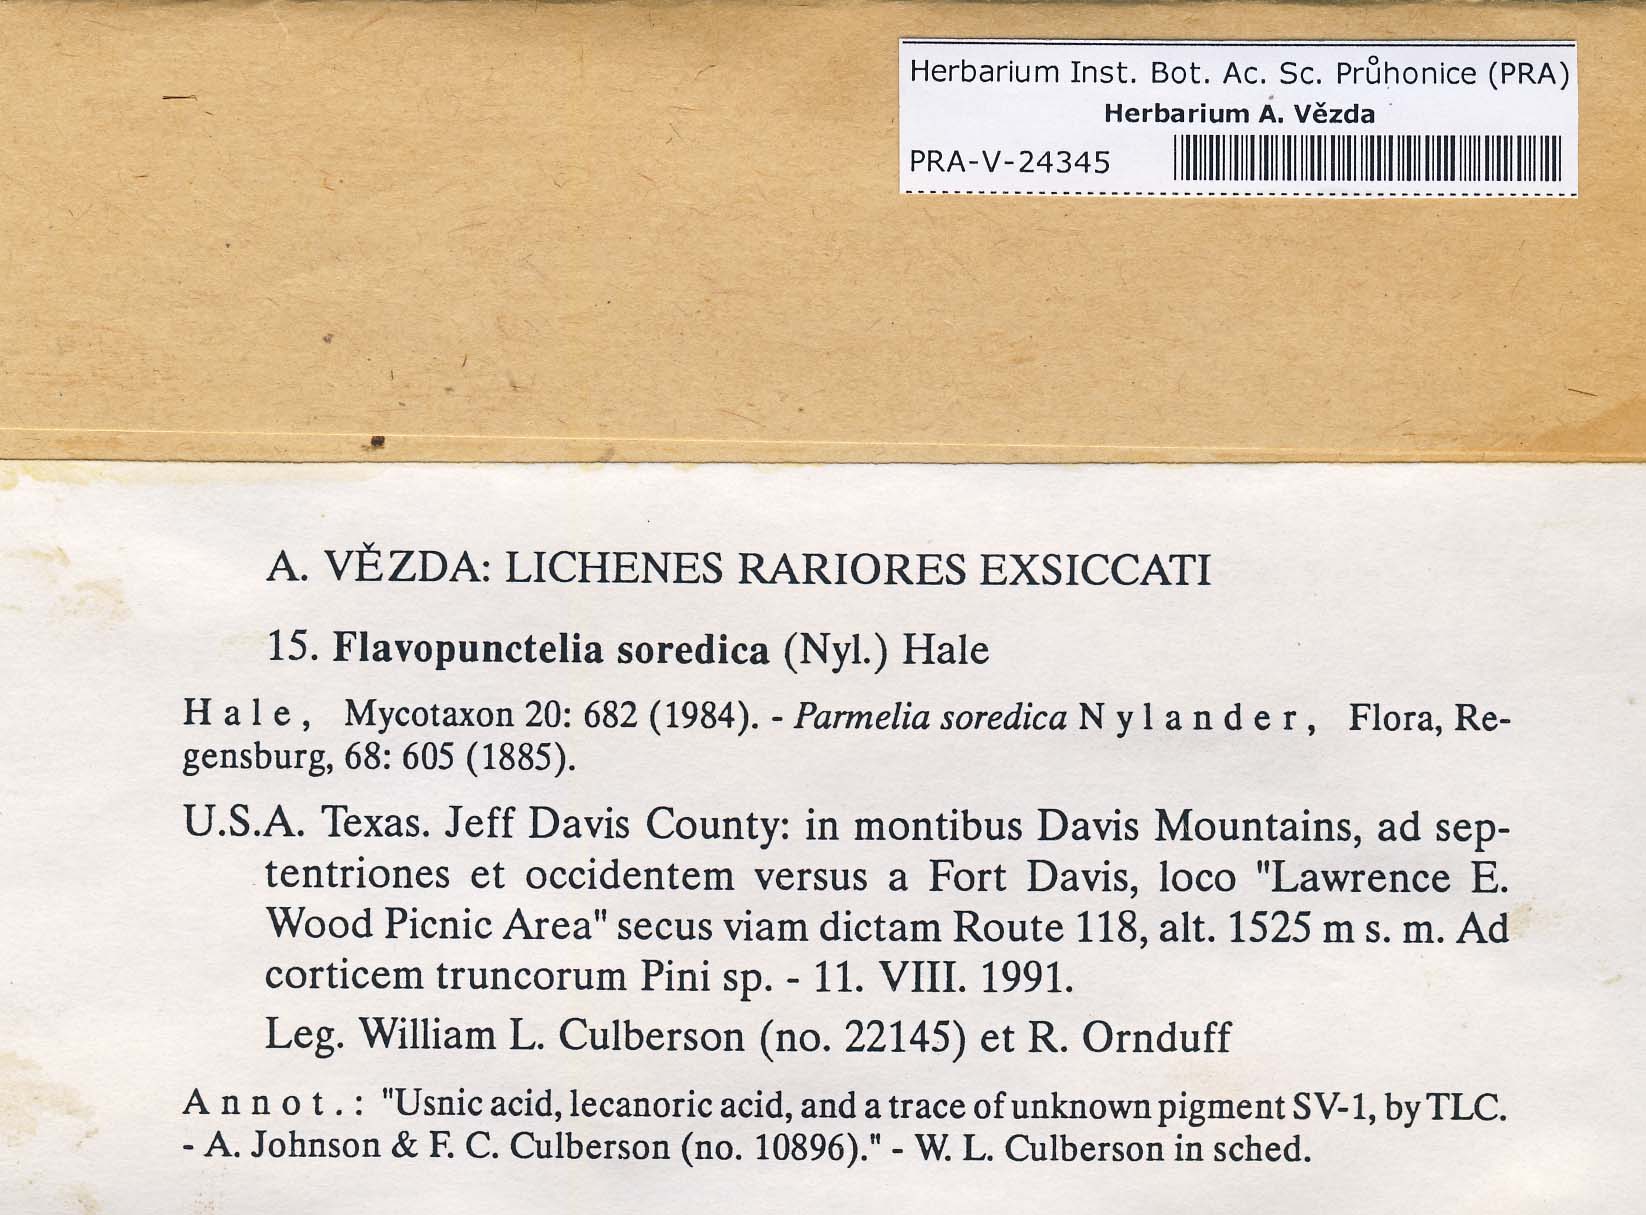 Herbarium Inst. Bot. Ac. Sc. Průhonice (PRA)
Herbarium A. Vězda
PRA-V-24345
A. VĚZDA: LICHENES RARIORES EXSICCATI
15. Flavopunctelia soredica (Nyl.) Hale
Hale, Mycotaxon 20: 682 (1984). - Parmelia soredica Nylander, Flora, Re-
gensburg, 68: 605 (1885).
U.S.A. Texas. Jeff Davis County: in montibus Davis Mountains, ad sep-
tentriones et occidentem versus a Fort Davis, loco "Lawrence E.
Wood Picnic Area" secus viam dictam Route 118, alt. 1525 m s. m. Ad
corticem truncorum Pini sp. - 11. VIII. 1991.
Leg. William L. Culberson (no. 22145) et R. Ornduff
Annot.: "Usnic acid, lecanoric acid, and a trace of unknown pigment SV-1, by TLC.
- A. Johnson & F. C. Culberson (no. 10896)." - W. L. Culberson in sched.